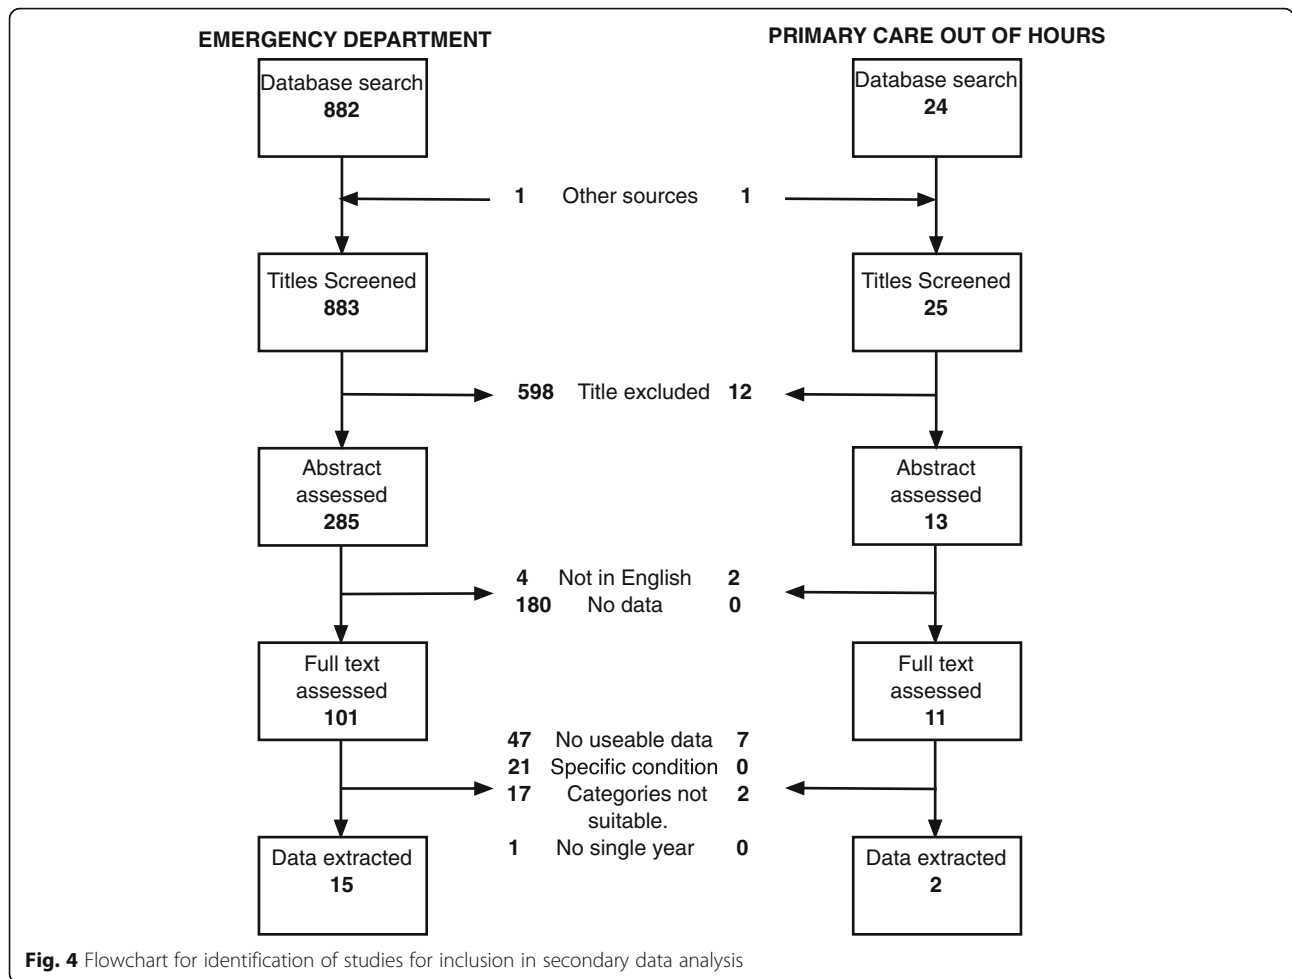 EMERGENCY DEPARTMENT
PRIMARY CARE OUT OF HOURS
Database search
882
Database search
24
1 Other sources 1
Titles Screened
883
Titles Screened
25
598 Title excluded 12
Abstract
assessed
285
Abstract
assessed
13
4 Not in English 2
180 No data 0
Full text
assessed
101
Full text
assessed
11
47 No useable data 7
21 Specific condition 0
17 Categories not 2
suitable.
1 No single year 0
Data extracted
15
Data extracted
2
Fig. 4 Flowchart for identification of studies for inclusion in secondary data analysis